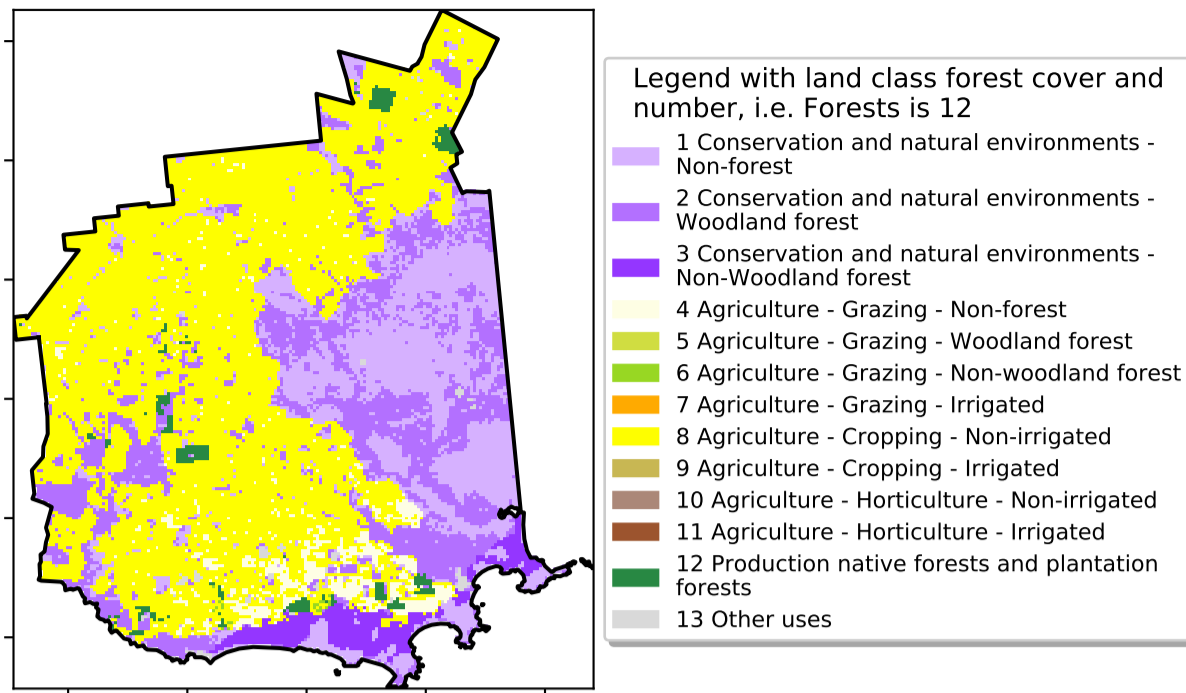 Legend with land class forest cover and
number, i.e. Forests is 12
1 Conservation and natural environments -
Non-forest
2 Conservation and natural environments -
Woodland forest
3 Conservation and natural environments -
Non-Woodland forest
4 Agriculture - Grazing - Non-forest
5 Agriculture - Grazing - Woodland forest
6 Agriculture - Grazing - Non-woodland forest
7 Agriculture - Grazing - Irrigated
8 Agriculture - Cropping - Non-irrigated
9 Agriculture - Cropping - Irrigated
10 Agriculture - Horticulture - Non-irrigated
11 Agriculture - Horticulture - Irrigated
12 Production native forests and plantation
forests
13 Other uses